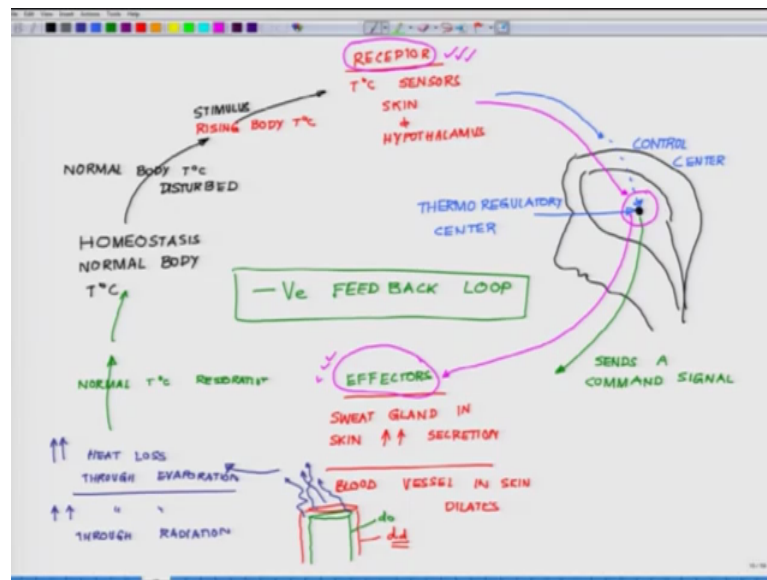 RECEPTOR
T°C SENSORS
SKIN
+
HYPOTHALAMUS
STIMULUS
RISING BODY T°C
NORMAL BODY T°C
DISTURBED
HOMEOSTASIS
NORMAL BODY
T°C
CONTROL
CENTER
THERMO REGULATORY
CENTER
- Ve FEED BACK LOOP
SENDS A
COMMAND SIGNAL
EFFECTORS
SWEAT GLAND IN
SKIN ↑↑ SECRETION
BLOOD VESSEL IN SKIN
DILATES
do
dd
NORMAL T°C
↑↑ HEAT LOSS
THROUGH EVAPORATION
↑↑ " "
THROUGH RADIATION